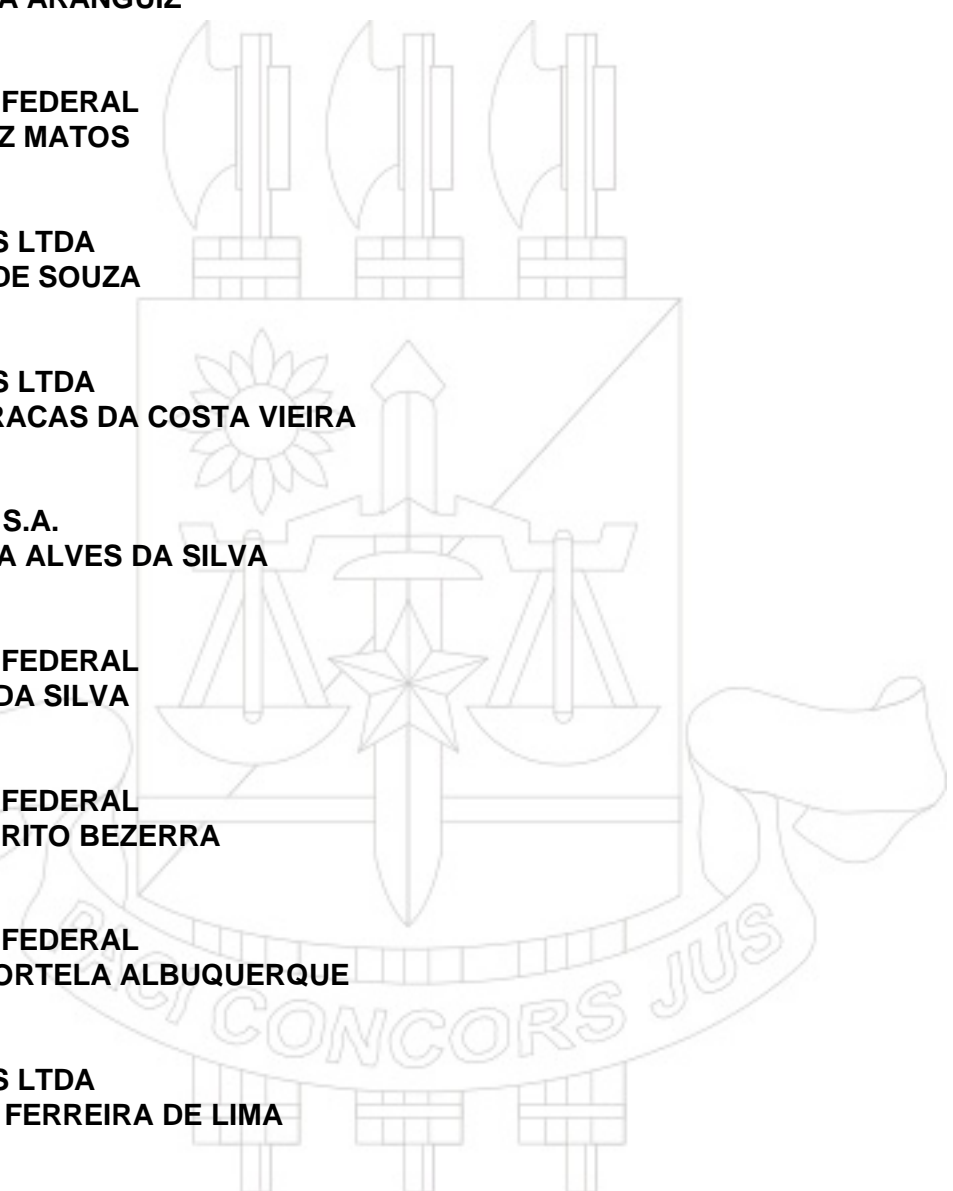 A ARANGUIZ
FEDERAL
Z MATOS
S LTDA
DE SOUZA
S LTDA
RACAS DA COSTA VIEIRA
S.A.
A ALVES DA SILVA
FEDERAL
DA SILVA
FEDERAL
RITO BEZERRA
FEDERAL
ORTELA ALBUQUERQUE
PACI CONCORS JUS
S LTDA
FERREIRA DE LIMA